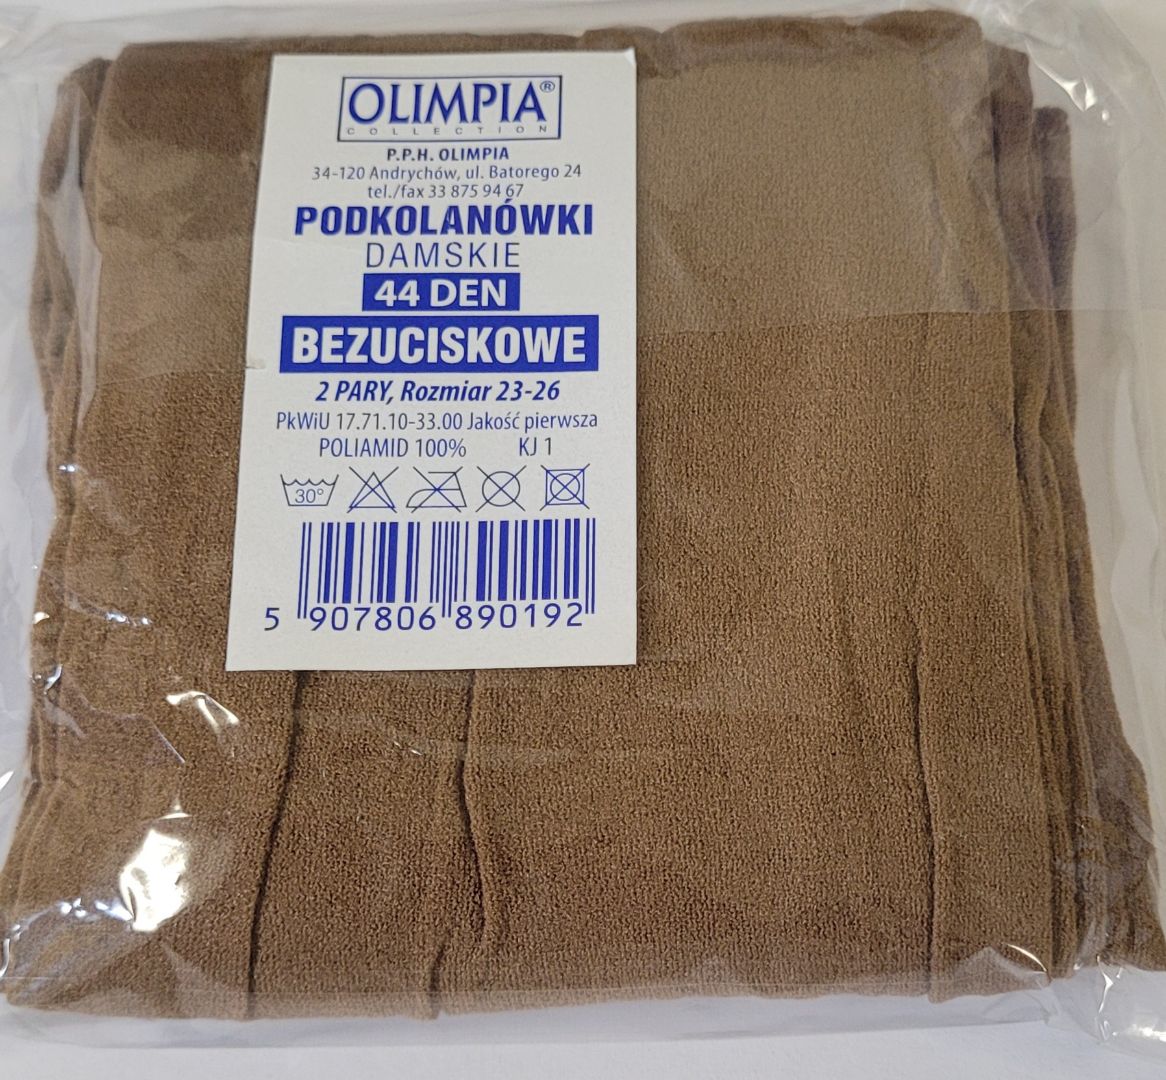 OLIMPIA®
COLLECTION
P.P.H. OLIMPIA
34-120 Andrychów, ul. Batorego 24
tel./fax 33 875 94 67
PODKOLANÓWKI
DAMSKIE
44 DEN
BEZUCISKOWE
2 PARY, Rozmiar 23-26
PkWiU 17.71.10-33.00 Jakość pierwsza
POLIAMID 100% KJ 1
30°
5 907806 890192